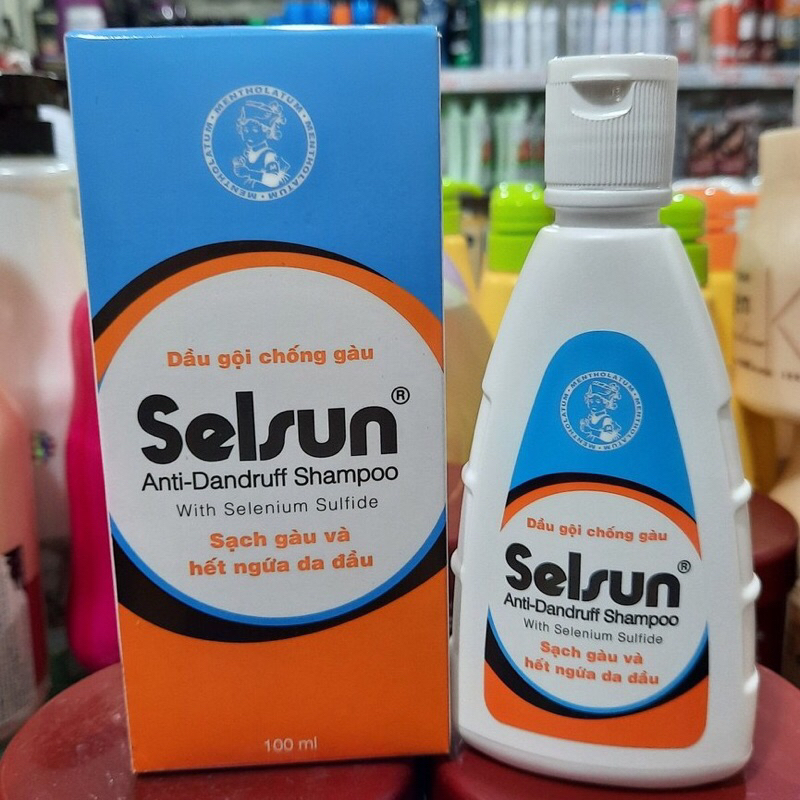 MENTHOLATUM · MENTHOLATUM · MENTHOLATUM
Dầu gội chống gàu
Selsun®
Anti-Dandruff Shampoo
With Selenium Sulfide
Sạch gàu và
hết ngứa da đầu
100 ml
MENTHOLATUM · MENTHOLATUM · MENTHOLATUM
Dầu gội chống gàu
Selsun®
Anti-Dandruff Shampoo
With Selenium Sulfide
Sạch gàu và
hết ngứa da đầu